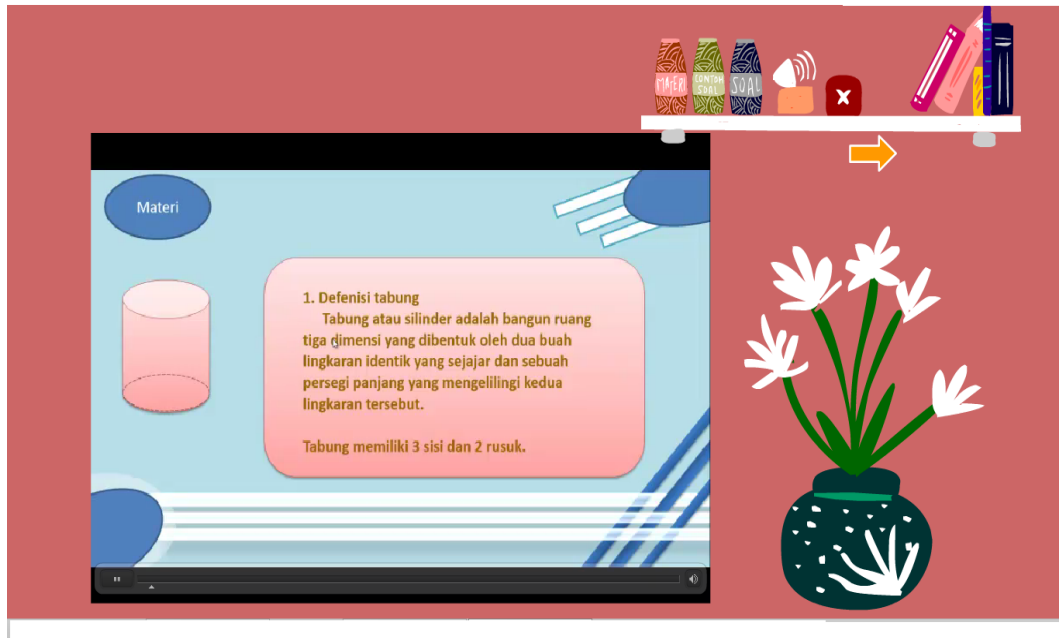 MATERI
CONTOH
SOAL
SOAL
X
Materi
1. Defenisi tabung
Tabung atau silinder adalah bangun ruang
tiga dimensi yang dibentuk oleh dua buah
lingkaran identik yang sejajar dan sebuah
persegi panjang yang mengelilingi kedua
lingkaran tersebut.
Tabung memiliki 3 sisi dan 2 rusuk.